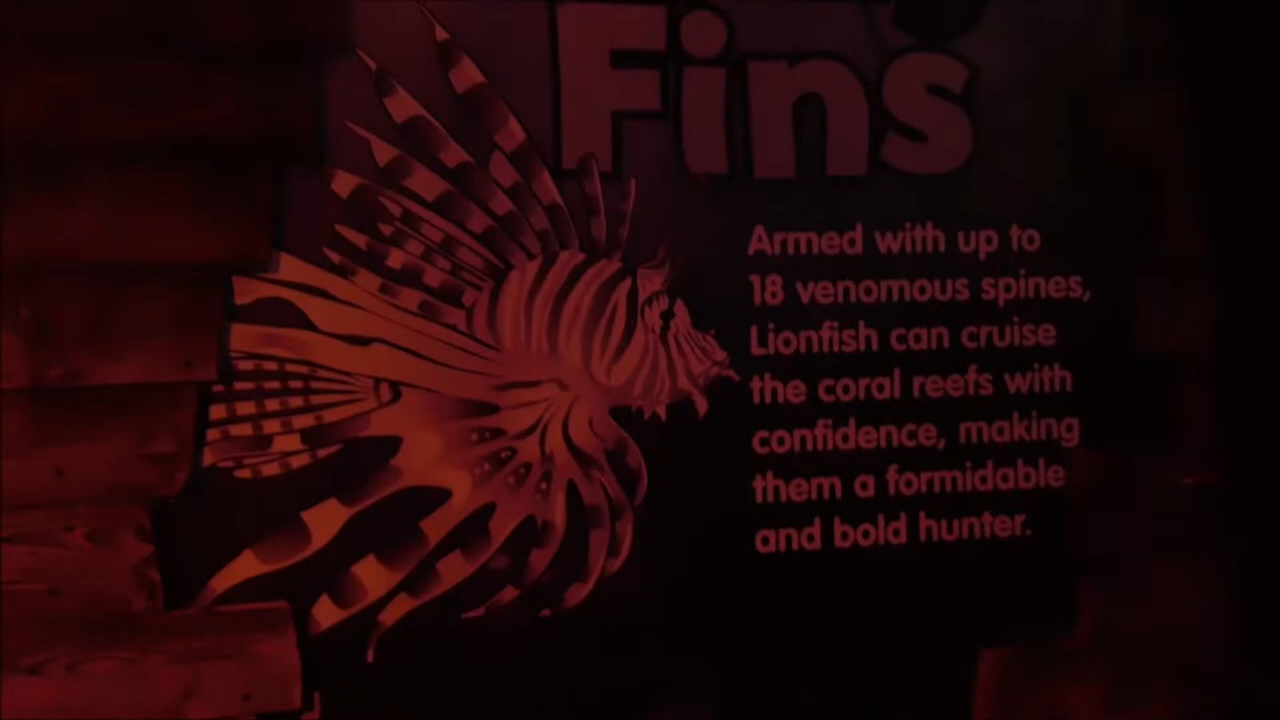 Fins
Armed with up to
18 venomous spines,
Lionfish can cruise
the coral reefs with
confidence, making
them a formidable
and bold hunter.